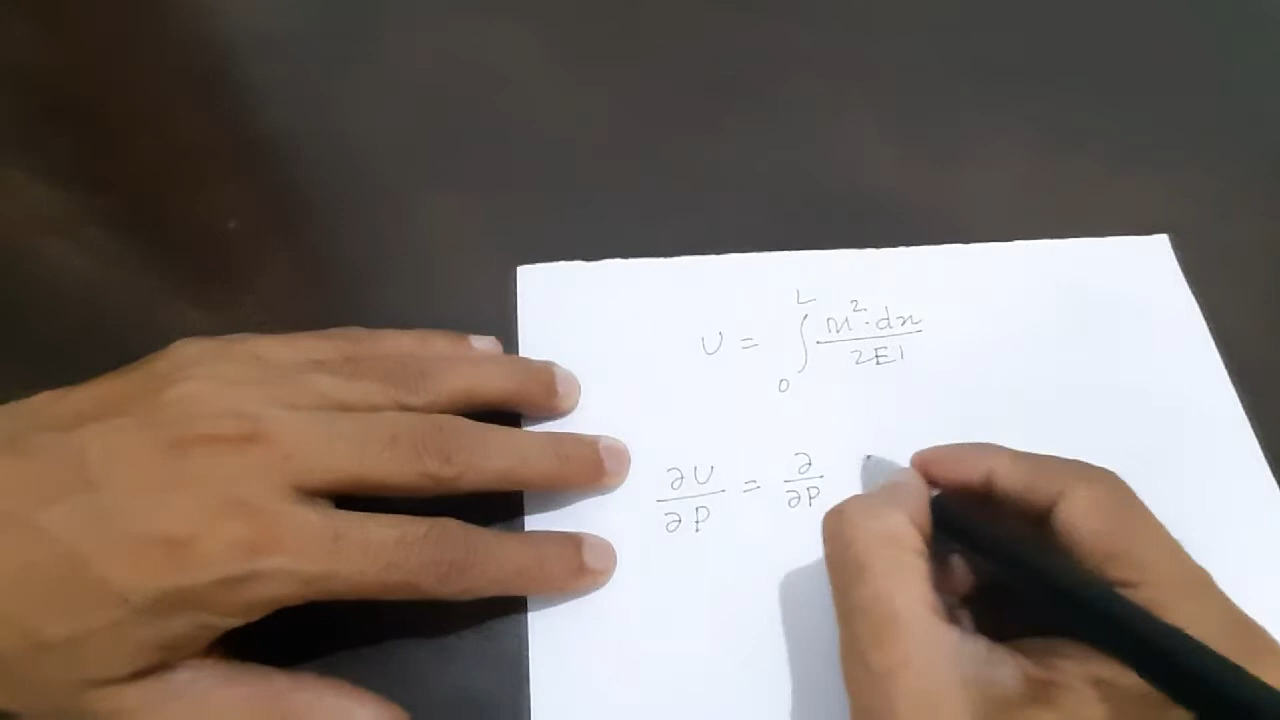 U = ∫₀ᴸ M²·dx / 2EI
∂U/∂P = ∂/∂P